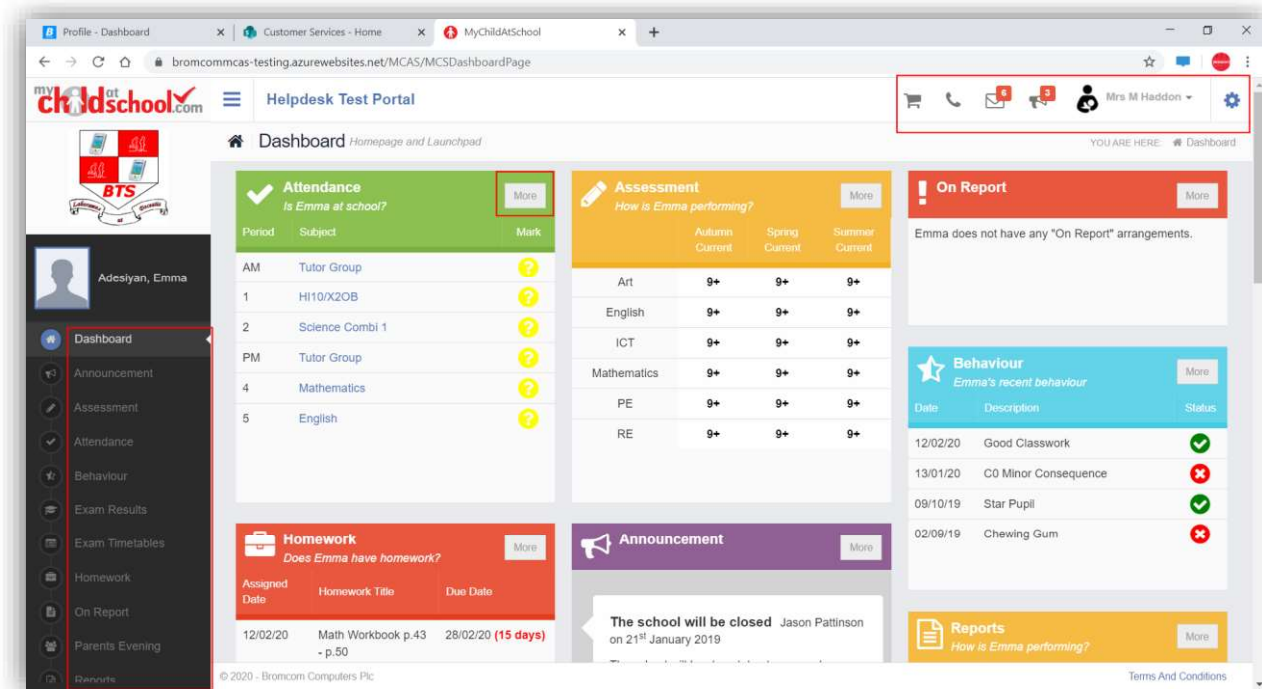 Profile - Dashboard
Customer Services - Home
MyChildAtSchool
bromcommcas-testing.azurewebsites.net/MCAS/MCSDashboardPage
my child at school.com
Helpdesk Test Portal
6
3
Mrs M Haddon
BTS
Dashboard Homepage and Launchpad
YOU ARE HERE: Dashboard
Adesiyan, Emma
Dashboard
Announcement
Assessment
Attendance
Behaviour
Exam Results
Exam Timetables
Homework
On Report
Parents Evening
Reports
Attendance
Is Emma at school?
More
Period Subject Mark
AM Tutor Group ?
1 HI10/X2OB ?
2 Science Combi 1 ?
PM Tutor Group ?
4 Mathematics ?
5 English ?
Assessment
How is Emma performing?
More
Autumn Current Spring Current Summer Current
Art 9+ 9+ 9+
English 9+ 9+ 9+
ICT 9+ 9+ 9+
Mathematics 9+ 9+ 9+
PE 9+ 9+ 9+
RE 9+ 9+ 9+
On Report
More
Emma does not have any "On Report" arrangements.
Behaviour
Emma's recent behaviour
More
Date Description Status
12/02/20 Good Classwork
13/01/20 C0 Minor Consequence
09/10/19 Star Pupil
02/09/19 Chewing Gum
Homework
Does Emma have homework?
More
Assigned Date Homework Title Due Date
12/02/20 Math Workbook p.43 28/02/20 (15 days)
- p.50
Announcement
More
The school will be closed Jason Pattinson
on 21st January 2019
Reports
How is Emma performing?
More
© 2020 - Bromcom Computers Plc
Terms And Conditions